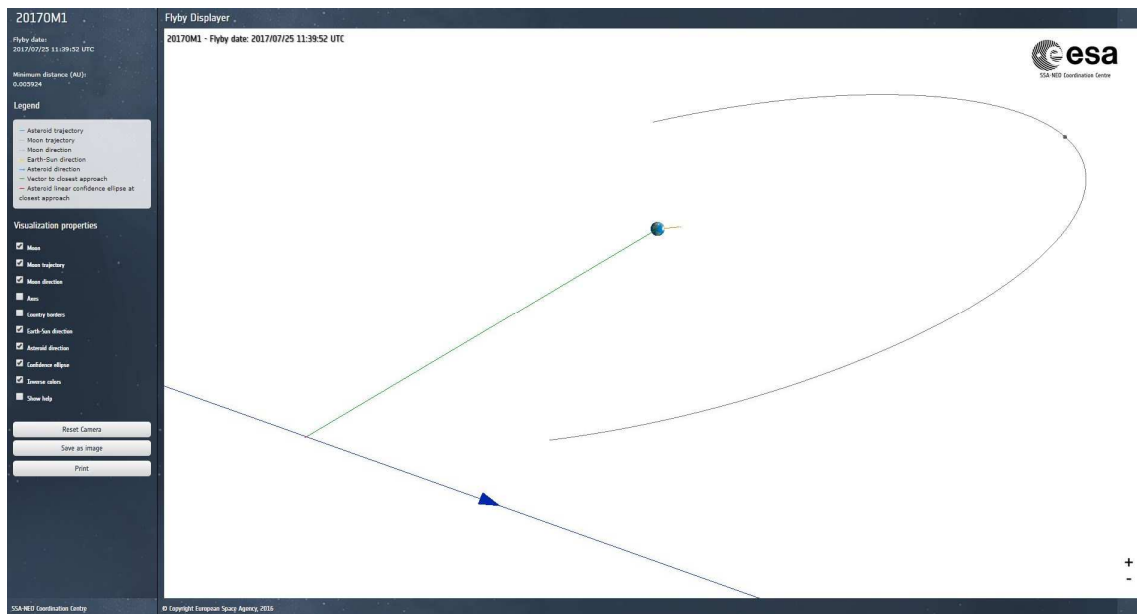 2017OM1
Flyby date:
2017/07/25 11:39:52 UTC
Minimum distance (AU):
0.005924
Legend
Asteroid trajectory
Moon trajectory
Moon direction
Earth-Sun direction
Asteroid direction
Vector to closest approach
Asteroid linear confidence ellipse at
closest approach
Visualization properties
Moon
Moon trajectory
Moon direction
Axes
Country borders
Earth-Sun direction
Asteroid direction
Confidence ellipse
Inverse colors
Show help
Reset Camera
Save as image
Print
SSA-NEO Coordination Centre
Flyby Displayer
2017OM1 - Flyby date: 2017/07/25 11:39:52 UTC
esa
SSA-NEO Coordination Centre
+
-
© Copyright European Space Agency, 2016